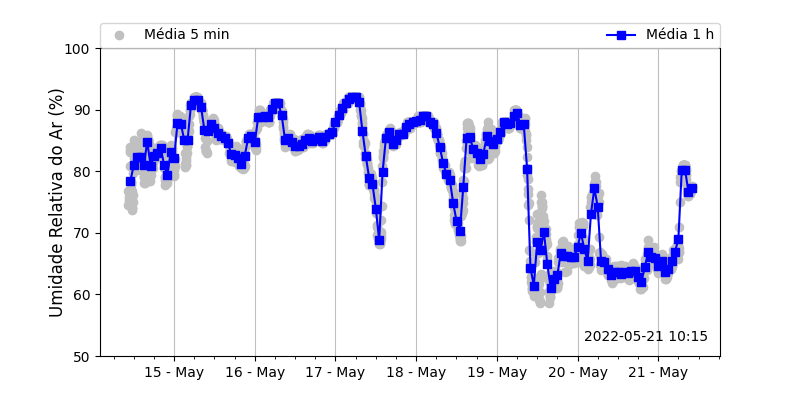 Média 5 min
Média 1 h
Umidade Relativa do Ar (%)
100
90
80
70
60
50
2022-05-21 10:15
15 - May
16 - May
17 - May
18 - May
19 - May
20 - May
21 - May